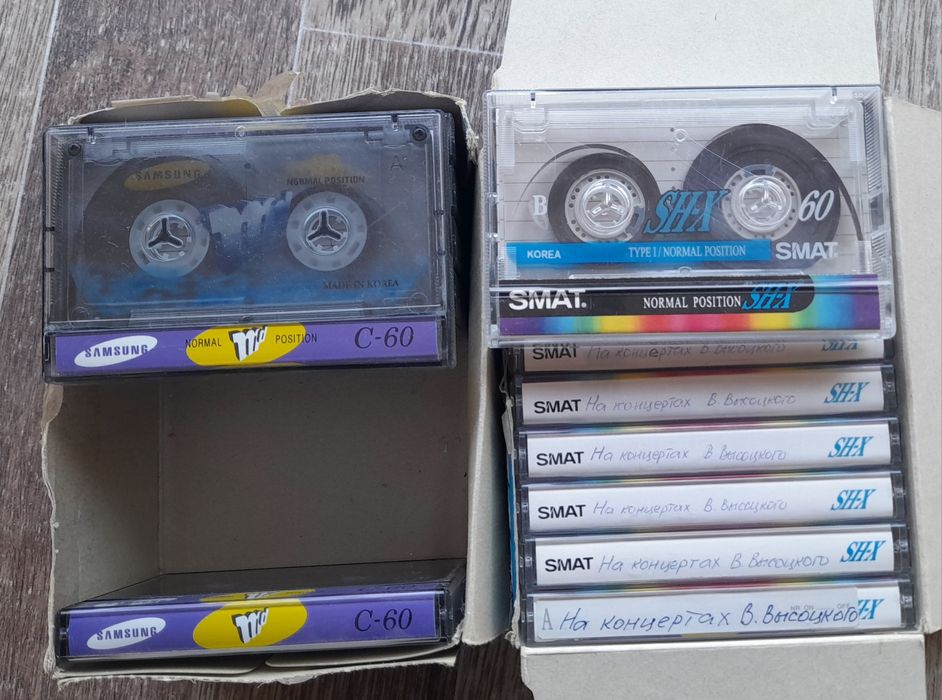 SAMSUNG
NORMAL POSITION
A
MADE IN KOREA
SAMSUNG NORMAL md POSITION C-60
SAMSUNG md C-60
B SH-X 60
KOREA TYPE I / NORMAL POSITION SMAT
SMAT NORMAL POSITION SH-X
SMAT На концертах В. Высоцкого SH-X
SMAT На концертах В. Высоцкого SH-X
SMAT На концертах В. Высоцкого SH-X
SMAT На концертах В. Высоцкого SH-X
SMAT На концертах В. Высоцкого SH-X
A На концертах В. Высоцкого